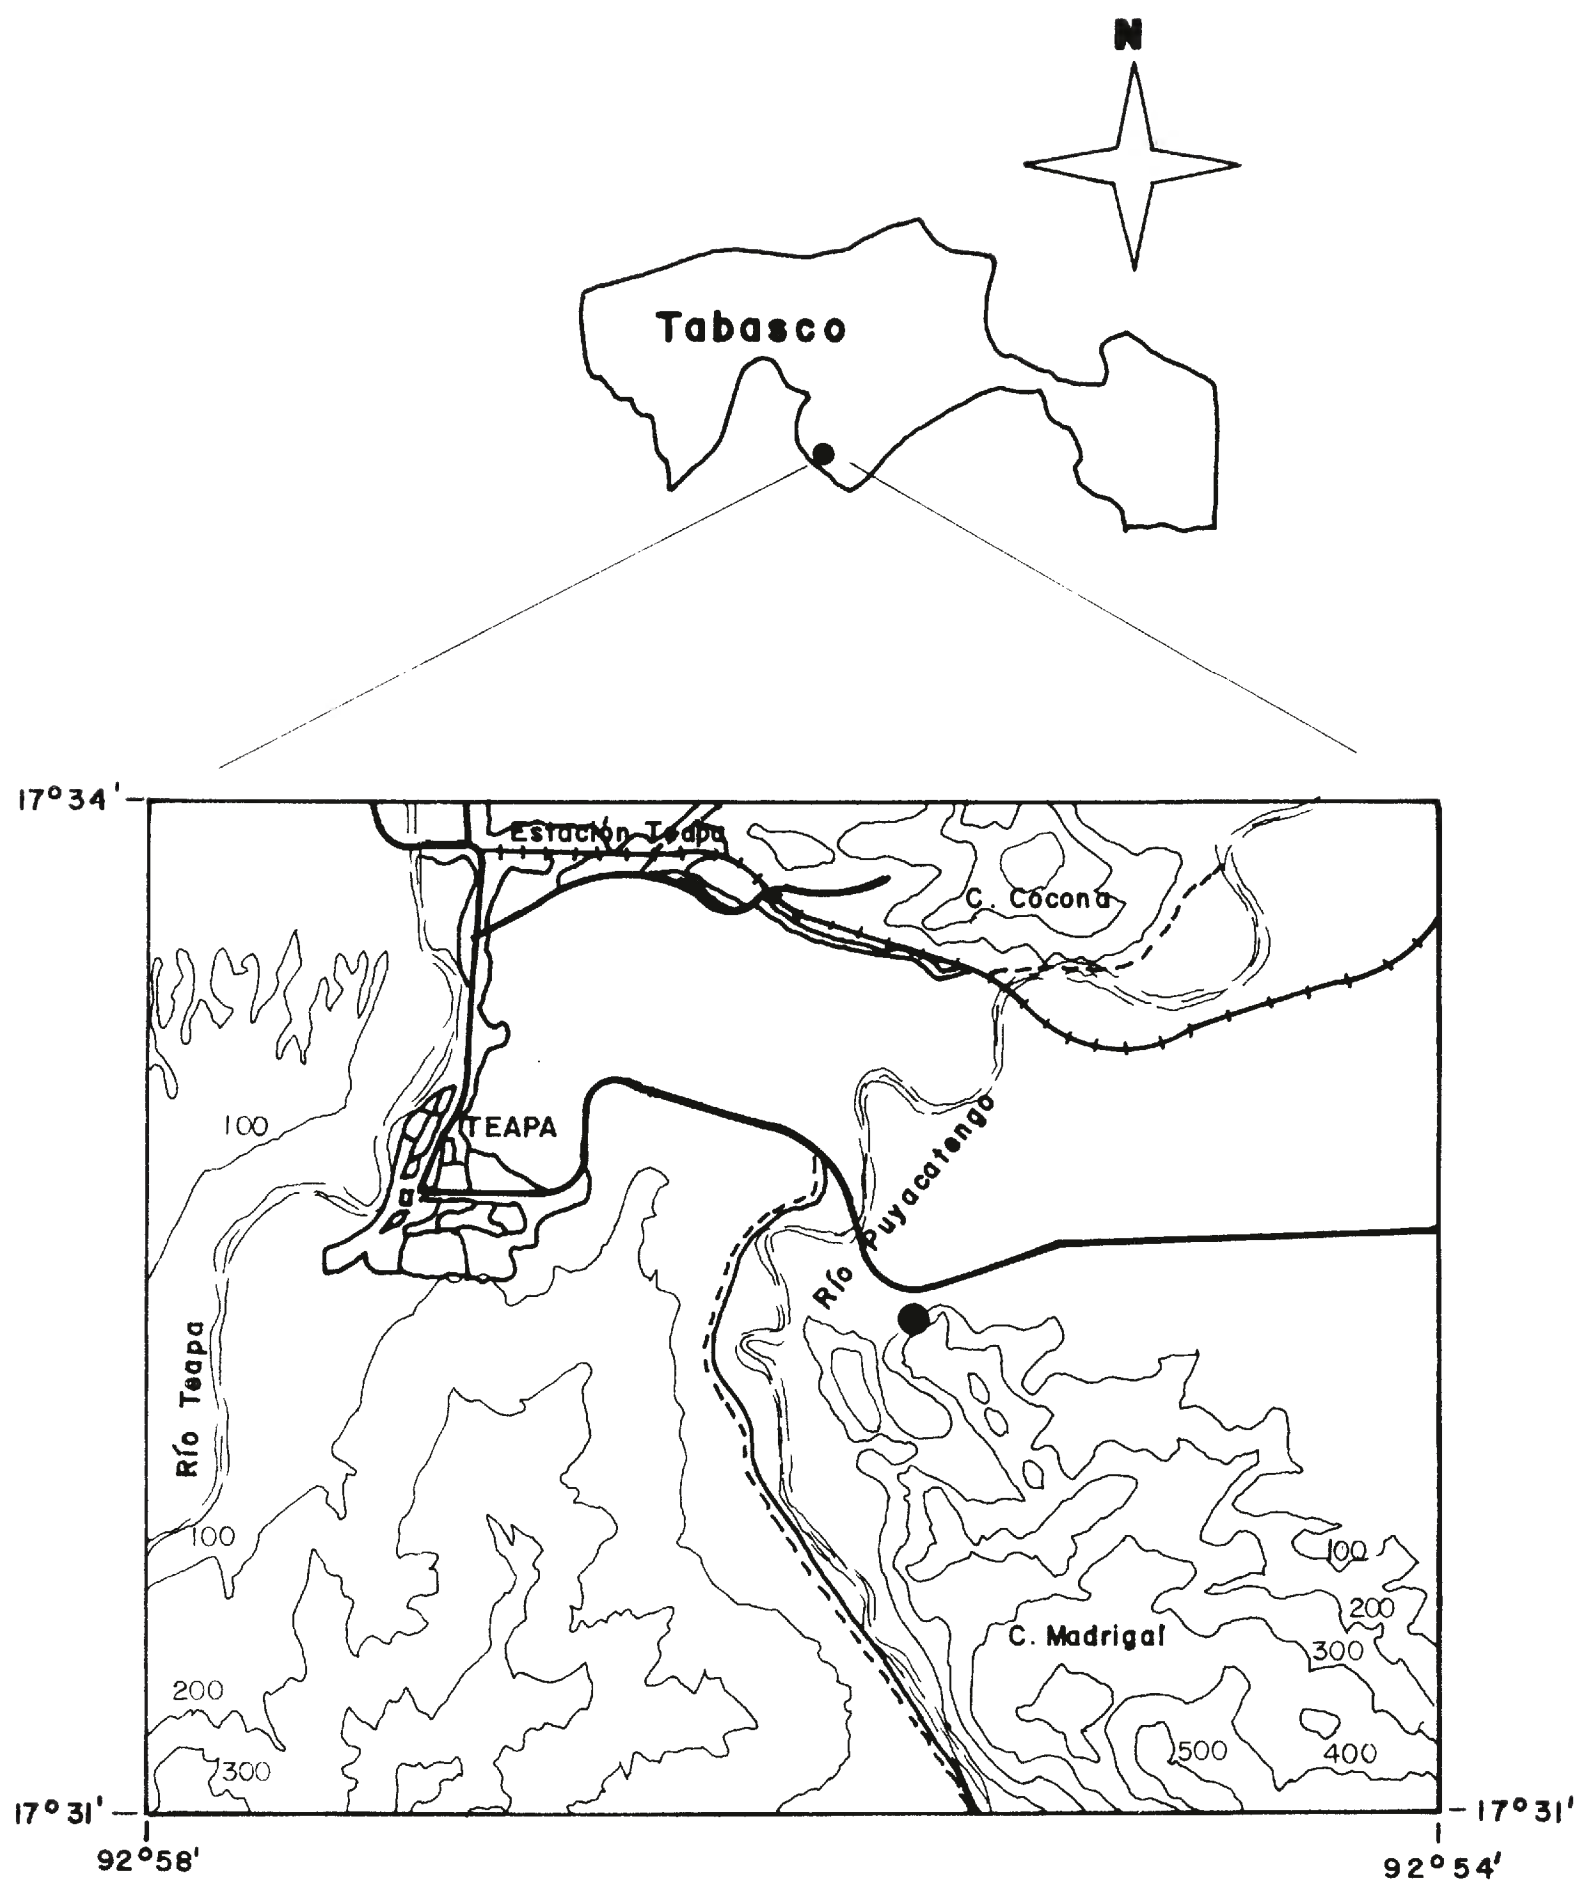 N
Tabasco
17°34'
Estación Teapa
C. Cocona
100
TEAPA
Río Puyacatengo
Río Teapa
100
100
200
C. Madrigal
300
200
500
400
300
17°31'
17°31'
92°58'
92°54'